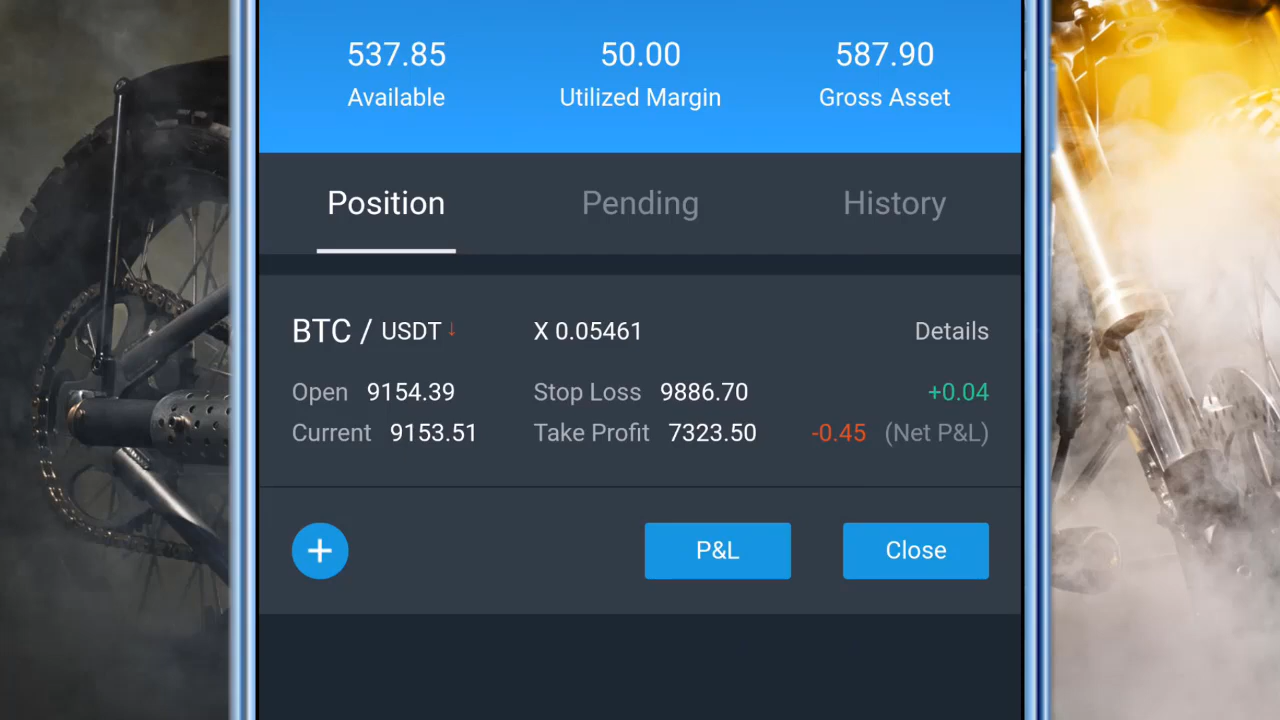 537.85 50.00 587.90
Available Utilized Margin Gross Asset
Position Pending History
BTC / USDT ↓ X 0.05461 Details
Open 9154.39 Stop Loss 9886.70 +0.04
Current 9153.51 Take Profit 7323.50 -0.45 (Net P&L)
+ P&L Close